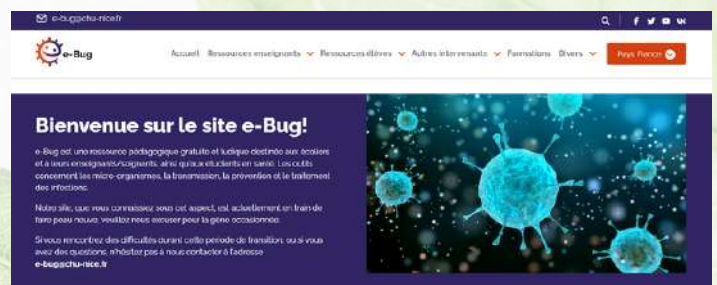 e-bug@chu-nice.fr
e-Bug
Accueil Ressources enseignants Ressources élèves Autres intervenants Formations Divers Pays: France
Bienvenue sur le site e-Bug!
e-Bug est une ressource pédagogique gratuite et ludique destinée aux écoliers
et à leurs enseignants/soignants, ainsi qu'aux étudiants en santé. Les outils
concernent les micro-organismes, la transmission, la prévention et le traitement
des infections.
Notre site, que vous connaissez sous cet aspect, est actuellement en train de
faire peau neuve, veuillez nous excuser pour la gêne occasionnée.
Si vous rencontrez des difficultés durant cette période de transition, ou si vous
avez des questions, n'hésitez pas à nous contacter à l'adresse
e-bug@chu-nice.fr